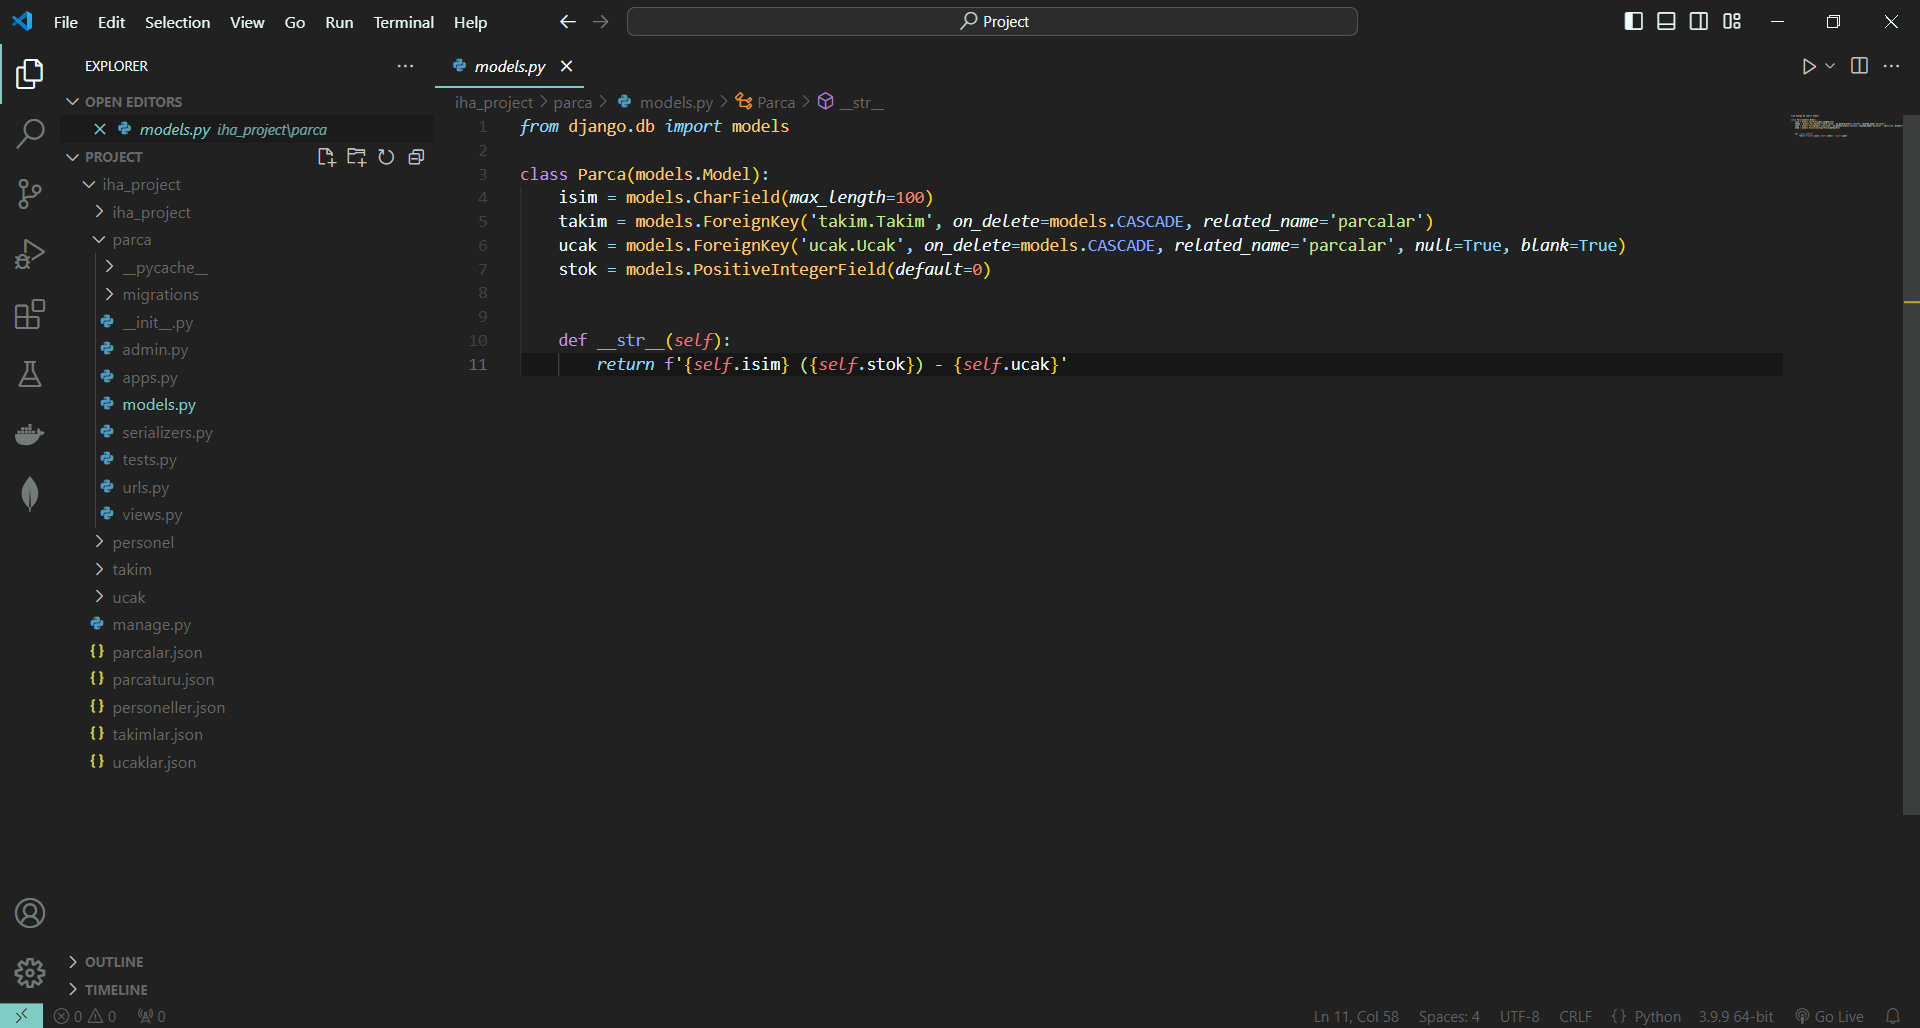 File Edit Selection View Go Run Terminal Help
Project
EXPLORER
OPEN EDITORS
models.py iha_project\parca
PROJECT
iha_project
iha_project
parca
__pycache__
migrations
__init__.py
admin.py
apps.py
models.py
serializers.py
tests.py
urls.py
views.py
personel
takim
ucak
manage.py
{} parcalar.json
{} parcaturu.json
{} personeller.json
{} takimlar.json
{} ucaklar.json
OUTLINE
TIMELINE
models.py
iha_project > parca > models.py > Parca > __str__
1 from django.db import models
2
3 class Parca(models.Model):
4 isim = models.CharField(max_length=100)
5 takim = models.ForeignKey('takim.Takim', on_delete=models.CASCADE, related_name='parcalar')
6 ucak = models.ForeignKey('ucak.Ucak', on_delete=models.CASCADE, related_name='parcalar', null=True, blank=True)
7 stok = models.PositiveIntegerField(default=0)
8
9
10 def __str__(self):
11 return f'{self.isim} ({self.stok}) - {self.ucak}'
0 0 0
Ln 11, Col 58 Spaces: 4 UTF-8 CRLF {} Python 3.9.9 64-bit Go Live